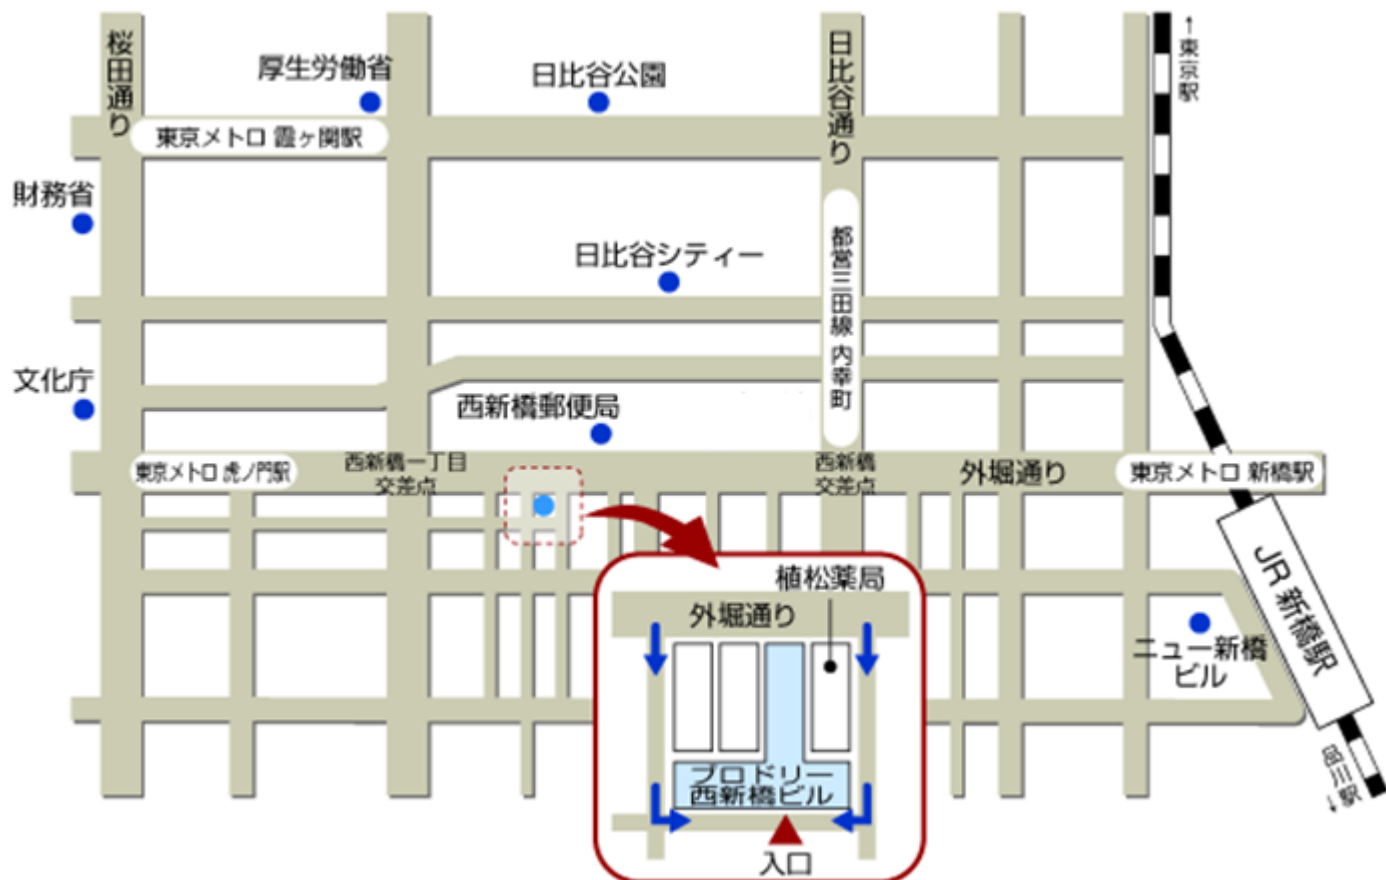 桜田通り
厚生労働省
日比谷公園
日比谷通り
↑東京駅
東京メトロ 霞ヶ関駅
財務省
日比谷シティー
都営三田線 内幸町
文化庁
西新橋郵便局
東京メトロ 虎ノ門駅
西新橋一丁目
交差点
西新橋
交差点
外堀通り
東京メトロ 新橋駅
JR 新橋駅
植松薬局
外堀通り
ニュー新橋
ビル
ブロドリー
西新橋ビル
入口
品川駅↓